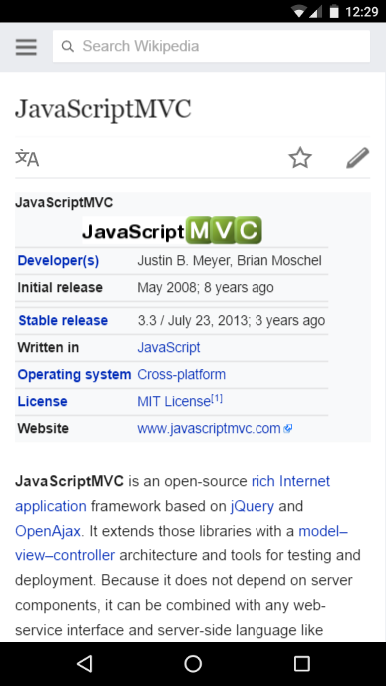 12:29
Search Wikipedia
JavaScriptMVC
文A
JavaScriptMVC
JavaScript MVC
Developer(s) Justin B. Meyer, Brian Moschel
Initial release May 2008; 8 years ago
Stable release 3.3 / July 23, 2013; 3 years ago
Written in JavaScript
Operating system Cross-platform
License MIT License[1]
Website www.javascriptmvc.com
JavaScriptMVC is an open-source rich Internet
application framework based on jQuery and
OpenAjax. It extends those libraries with a model–
view–controller architecture and tools for testing and
deployment. Because it does not depend on server
components, it can be combined with any web-
service interface and server-side language like